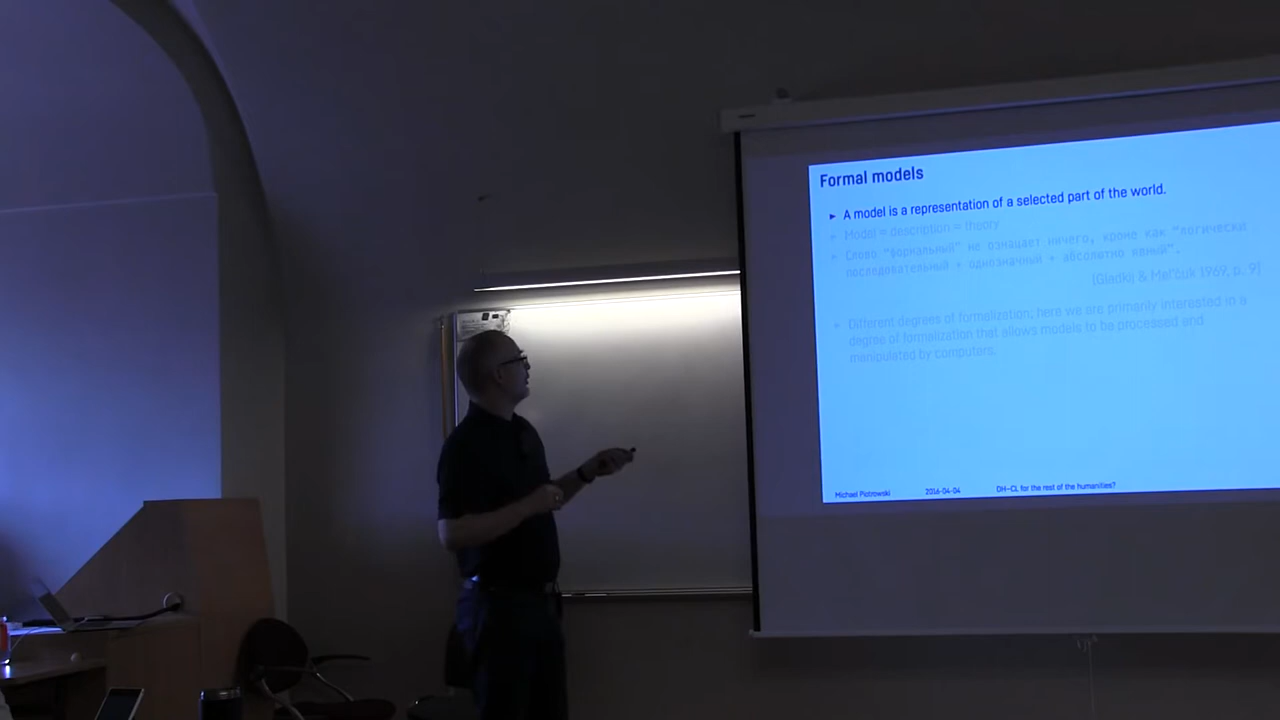 Formal models
▸ A model is a representation of a selected part of the world.
▸ Model = description = theory
▸ Слово “формальный” не означает ничего, кроме как “логически
последовательный + однозначный + абсолютно явный”.
(Gladkij & Mel’čuk 1969, p. 9)
▸ Different degrees of formalization; here we are primarily interested in a
degree of formalization that allows models to be processed and
manipulated by computers.
Michael Piotrowski 2016-04-04 DH=CL for the rest of the humanities?